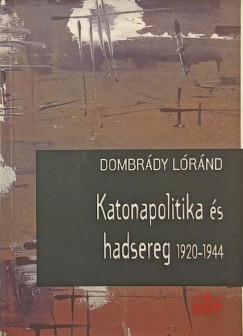 DOMBRÁDY LÓRÁND
Katonapolitika és
hadsereg 1920-1944